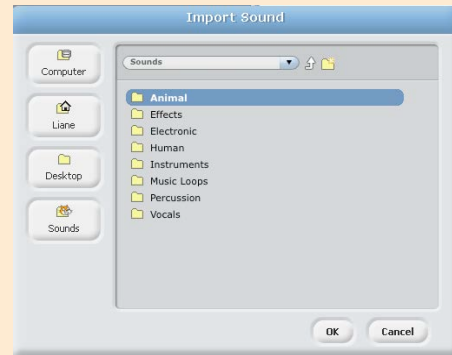 Import Sound
Computer
Liane
Desktop
Sounds
Sounds
Animal
Effects
Electronic
Human
Instruments
Music Loops
Percussion
Vocals
OK
Cancel